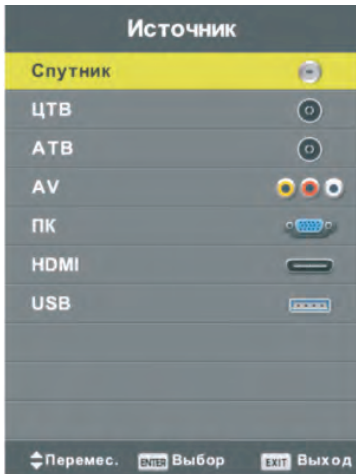 Источник
Спутник
ЦТВ
АТВ
AV
ПК
HDMI
USB
Перемес. ENTER Выбор EXIT Выход